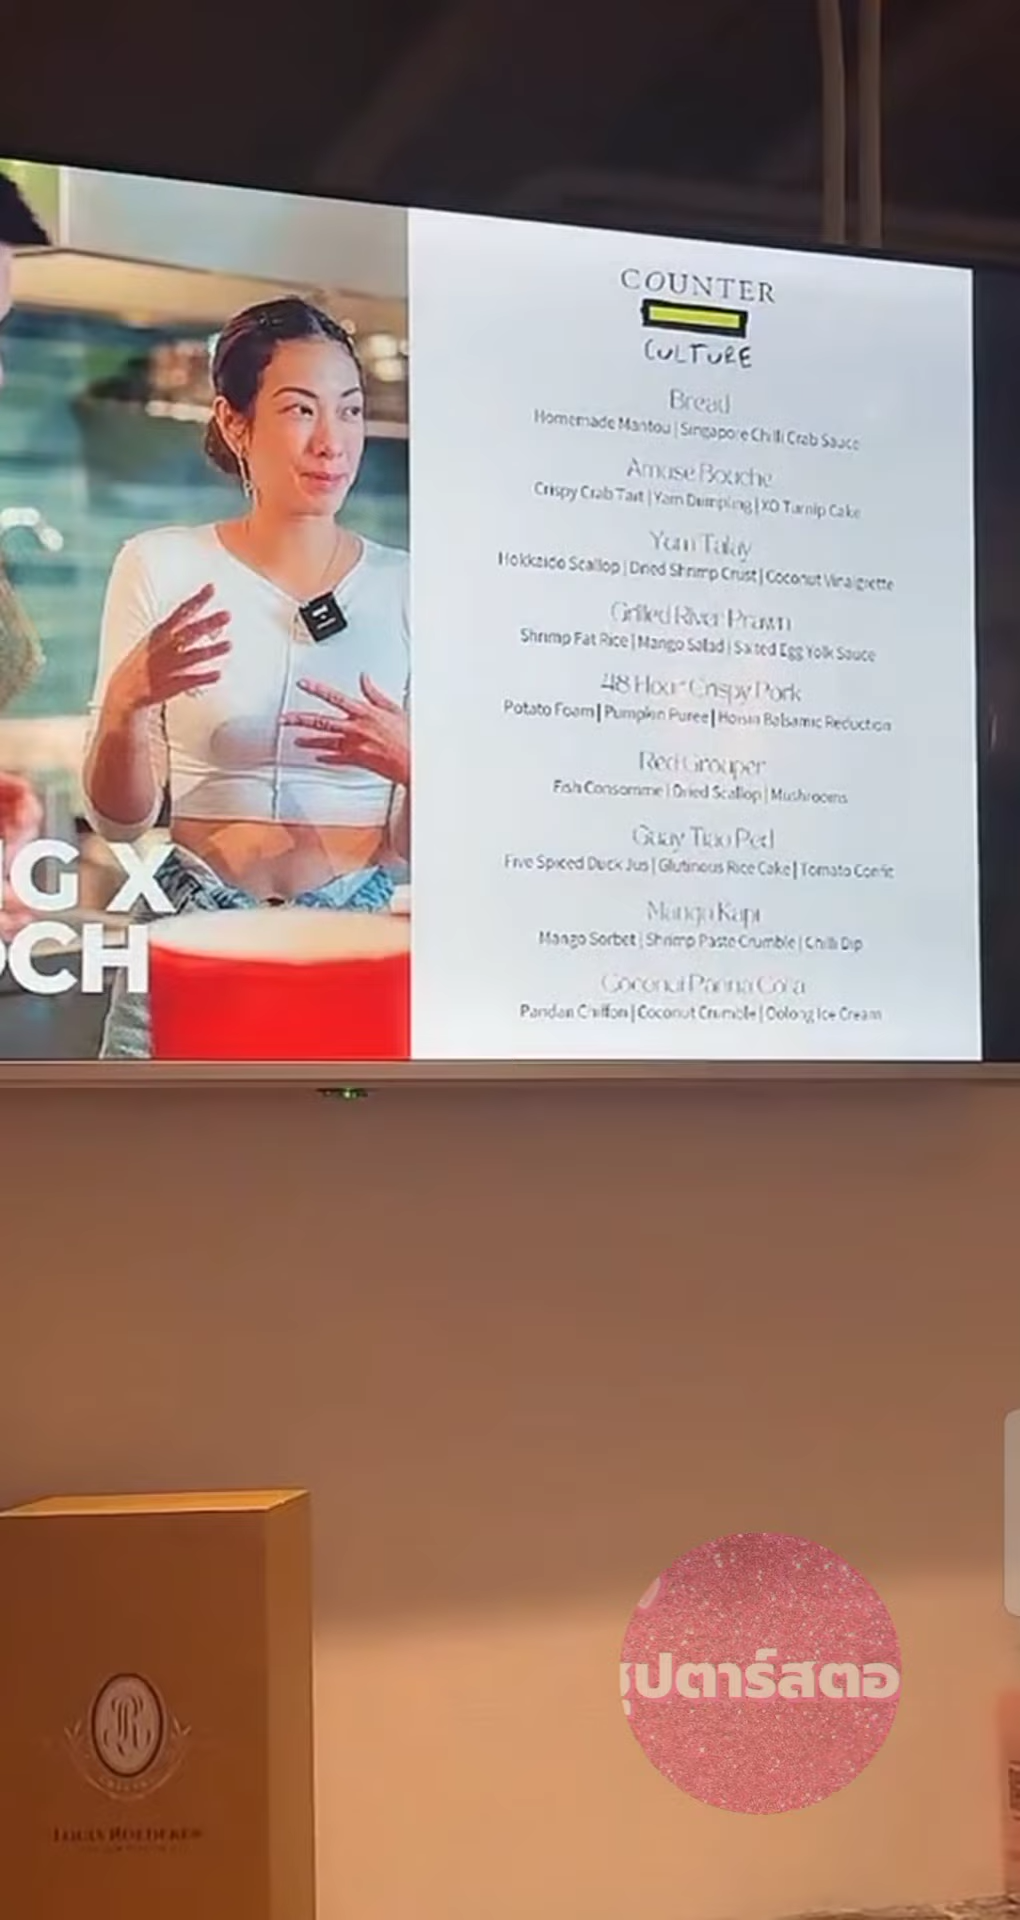 COUNTER
CULTURE
Bread
Homemade Mantou | Singapore Chilli Crab Sauce
Amuse Bouche
Crispy Crab Tart | Yam Dumpling | XO Turnip Cake
Yum Talay
Hokkaido Scallop | Dried Shrimp Crust | Coconut Vinaigrette
Grilled River Prawn
Shrimp Fat Rice | Mango Salad | Salted Egg Yolk Sauce
48 Hour Crispy Pork
Potato Foam | Pumpkin Puree | Hoisin Balsamic Reduction
Red Grouper
Fish Consomme | Dried Scallop | Mushrooms
Guay Tiao Ped
Five Spiced Duck Jus | Glutinous Rice Cake | Tomato Confit
Mango Kapi
Mango Sorbet | Shrimp Paste Crumble | Chilli Dip
Coconut Panna Cotta
Pandan Chiffon | Coconut Crumble | Oolong Ice Cream
G X
OCH
LR
LOUIS ROEDERER
ซุปตาร์สตอ